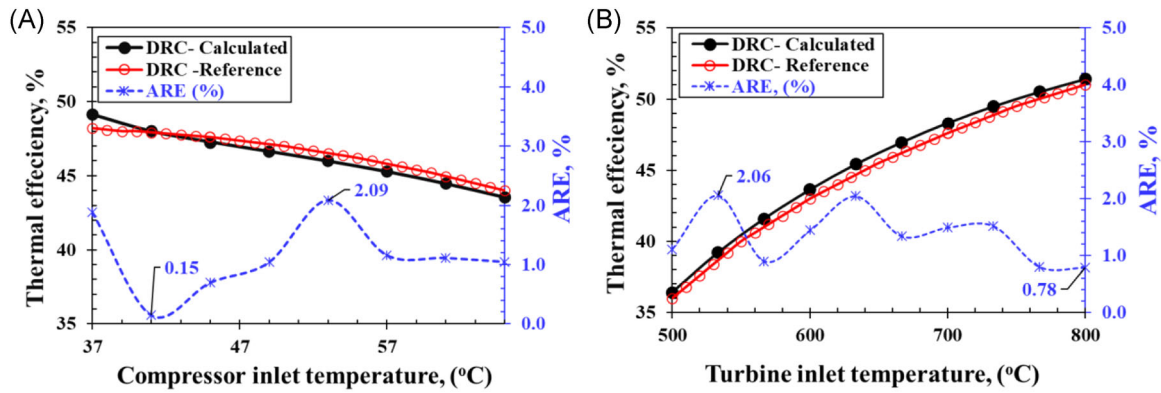 (A)
55
50
45
40
35
Thermal effeciency, %
DRC- Calculated
DRC -Reference
ARE (%)
0.15
2.09
5.0
4.0
3.0
2.0
1.0
0.0
ARE, %
37
47
57
Compressor inlet temperature, (°C)
(B)
55
50
45
40
35
Thermal effeciency, %
DRC- Calculated
DRC- Reference
ARE, (%)
2.06
0.78
5.0
4.0
3.0
2.0
1.0
0.0
ARE, %
500
600
700
800
Turbine inlet temperature, (°C)